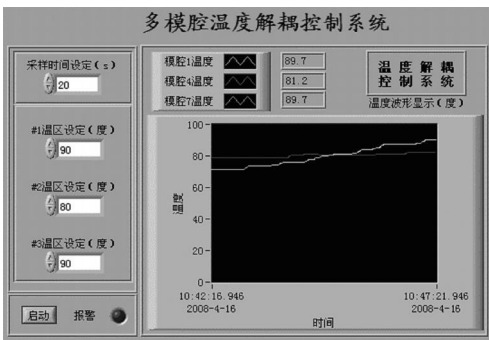 多模腔温度解耦控制系统
采样时间设定(s)
20
#1温区设定(度)
90
#2温区设定(度)
80
#3温区设定(度)
90
启动 报警
模腔1温度 89.7
模腔4温度 81.2
模腔7温度 89.7
温度解耦
控制系统
温度波形显示(度)
100
80
60
40
20
0
温度
10:42:16.946
2008-4-16
10:47:21.946
2008-4-16
时间